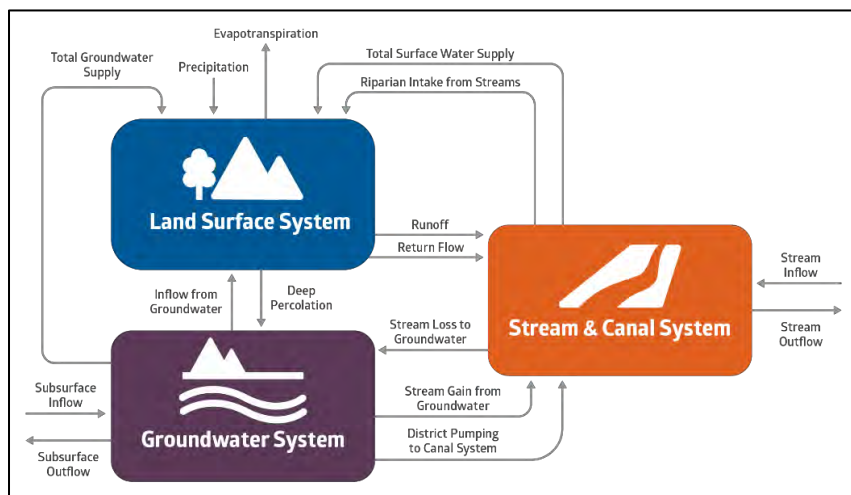 Evapotranspiration
Total Groundwater
Supply
Precipitation
Total Surface Water Supply
Riparian Intake from Streams
Land Surface System
Runoff
Return Flow
Inflow from
Groundwater
Deep
Percolation
Stream Loss to
Groundwater
Stream & Canal System
Stream
Inflow
Stream
Outflow
Subsurface
Inflow
Groundwater System
Subsurface
Outflow
Stream Gain from
Groundwater
District Pumping
to Canal System